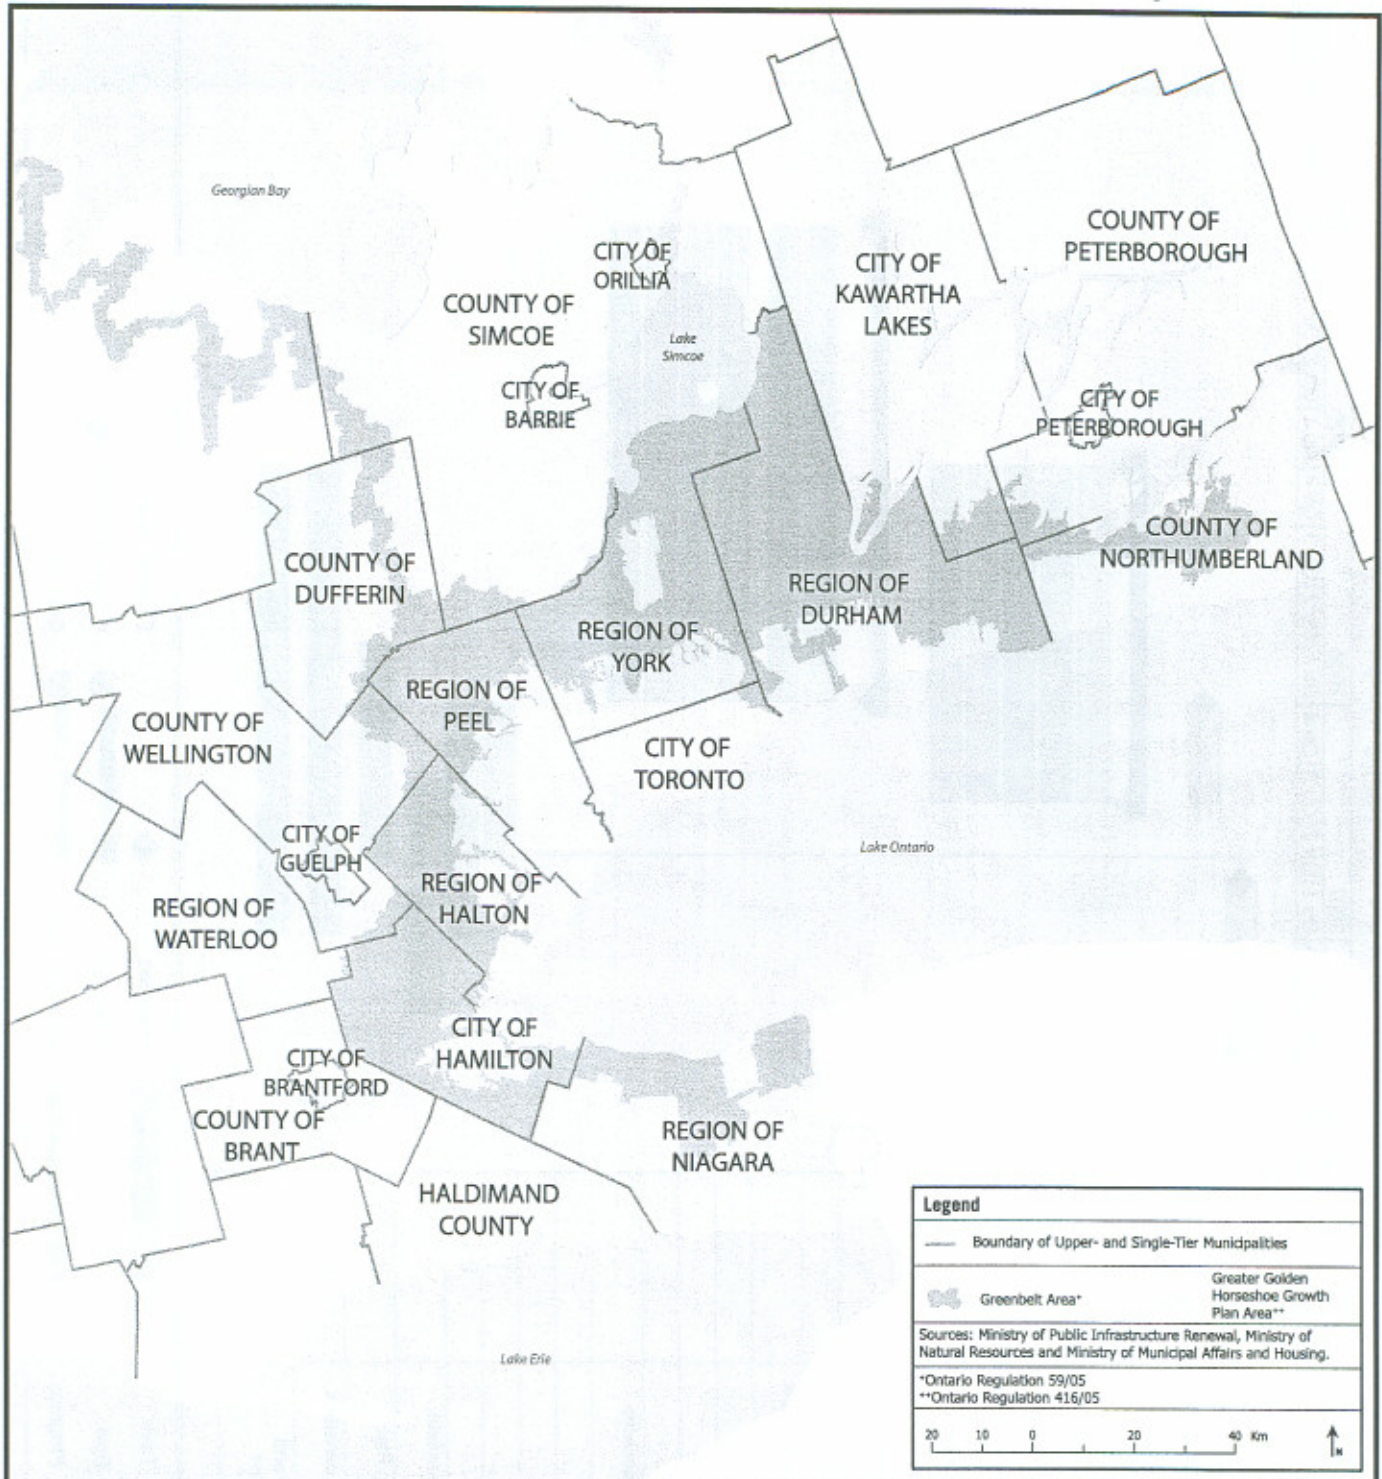 Georgian Bay
COUNTY OF
PETERBOROUGH
CITY OF
ORILLIA
CITY OF
KAWARTHA
LAKES
COUNTY OF
SIMCOE
Lake
Simcoe
CITY OF
BARRIE
CITY OF
PETERBOROUGH
COUNTY OF
NORTHUMBERLAND
COUNTY OF
DUFFERIN
REGION OF
DURHAM
REGION OF
YORK
REGION OF
PEEL
COUNTY OF
WELLINGTON
CITY OF
TORONTO
CITY OF
GUELPH
Lake Ontario
REGION OF
HALTON
REGION OF
WATERLOO
CITY OF
HAMILTON
CITY OF
BRANTFORD
COUNTY OF
BRANT
REGION OF
NIAGARA
HALDIMAND
COUNTY
Lake Erie
Legend
Boundary of Upper- and Single-Tier Municipalities
Greenbelt Area*
Greater Golden
Horseshoe Growth
Plan Area**
Sources: Ministry of Public Infrastructure Renewal, Ministry of
Natural Resources and Ministry of Municipal Affairs and Housing.
*Ontario Regulation 59/05
**Ontario Regulation 416/05
20 10 0 20 40 Km
N